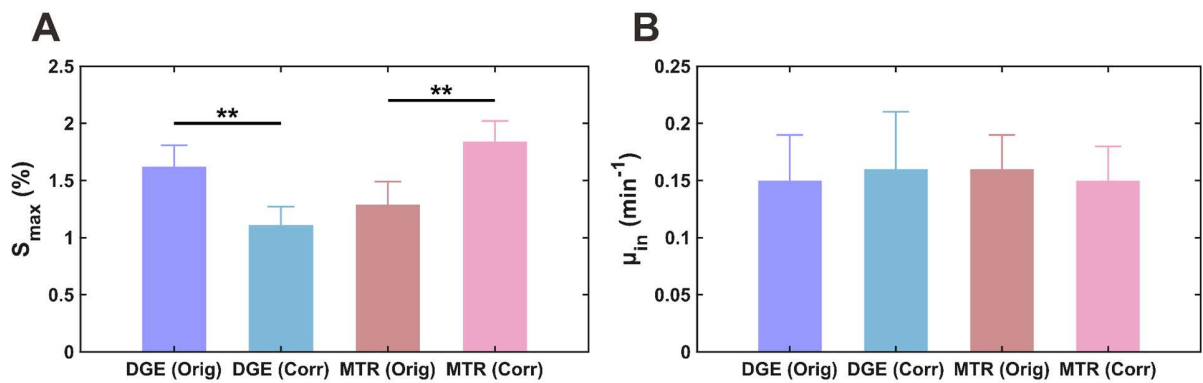 A
B
2.5
2
1.5
1
0.5
0
S_max (%)
**
**
DGE (Orig) DGE (Corr) MTR (Orig) MTR (Corr)
0.25
0.2
0.15
0.1
0.05
0
μ_in (min⁻¹)
DGE (Orig) DGE (Corr) MTR (Orig) MTR (Corr)